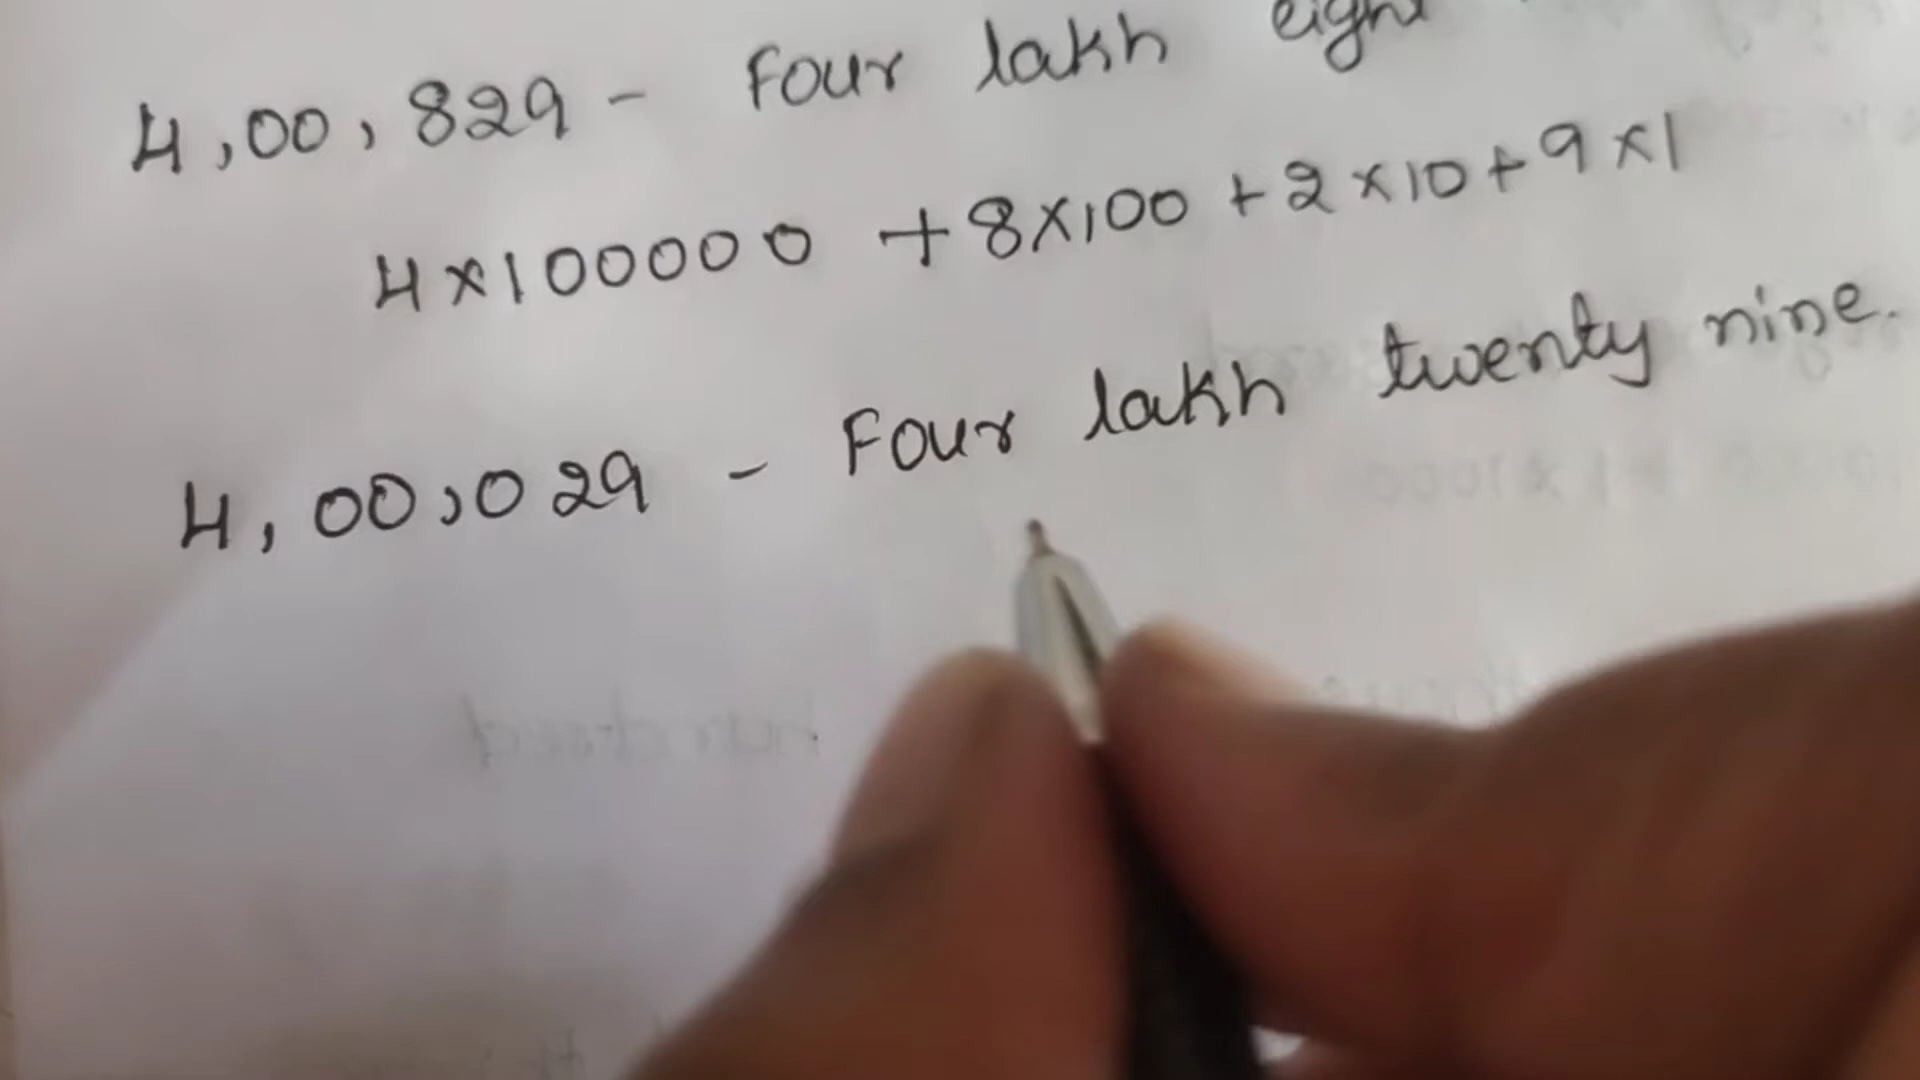 4,00,829 - Four lakh eight
4×100000 + 8×100 + 2×10 + 9×1
4,00,029 - Four lakh twenty nine.